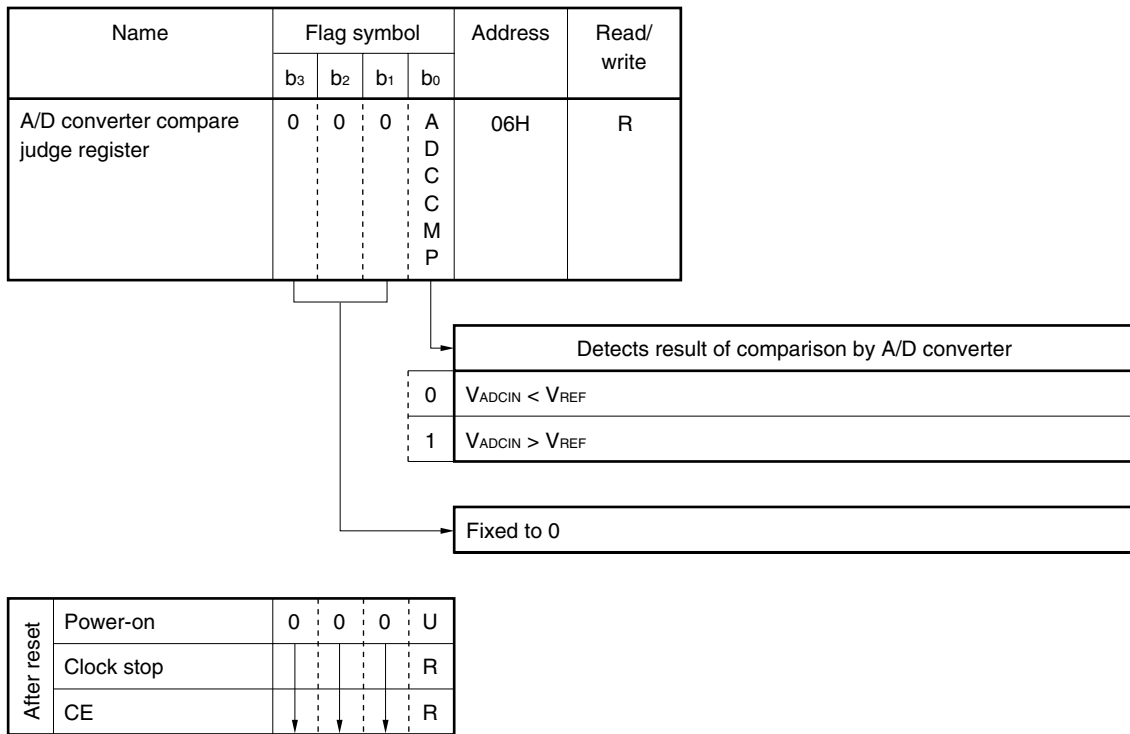 Name Flag symbol Address Read/
write
b3 b2 b1 b0
A/D converter compare 0 0 0 A 06H R
judge register D
C
C
M
P
Detects result of comparison by A/D converter
0 VADCIN < VREF
1 VADCIN > VREF
Fixed to 0
After reset
Power-on 0 0 0 U
Clock stop R
CE R